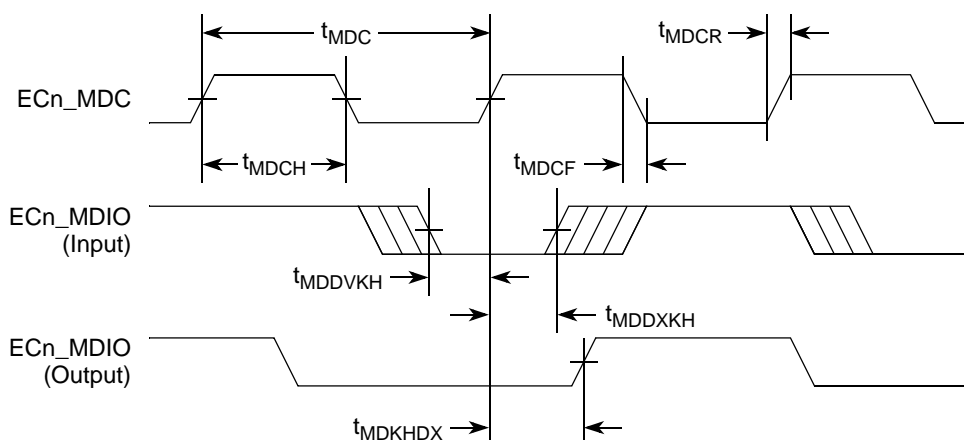 tMDC
tMDCR
ECn_MDC
tMDCH
tMDCF
ECn_MDIO
(Input)
tMDDVKH
tMDDXKH
ECn_MDIO
(Output)
tMDKHDX